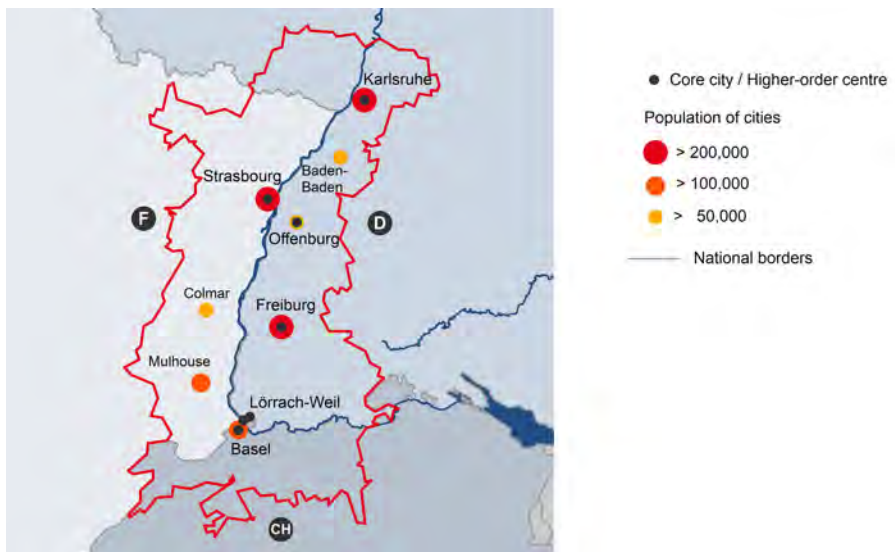 Karlsruhe
Baden-
Baden
Strasbourg
F
D
Offenburg
Colmar
Freiburg
Mulhouse
Lörrach-Weil
Basel
CH
Core city / Higher-order centre
Population of cities
> 200,000
> 100,000
> 50,000
National borders